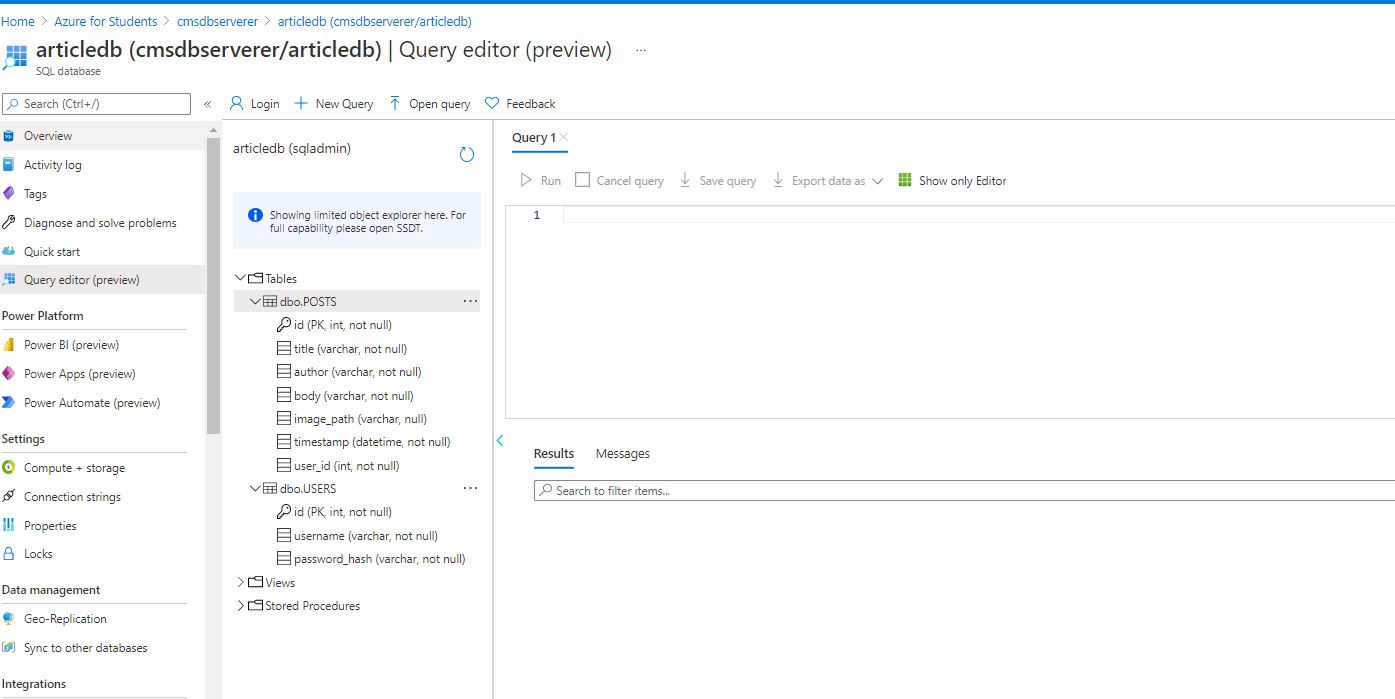 Home > Azure for Students > cmsdbserverer > articledb (cmsdbserverer/articledb)
articledb (cmsdbserverer/articledb) | Query editor (preview) ...
SQL database
Search (Ctrl+/)
«
Login
New Query
Open query
Feedback
Overview
Activity log
Tags
Diagnose and solve problems
Quick start
Query editor (preview)
Power Platform
Power BI (preview)
Power Apps (preview)
Power Automate (preview)
Settings
Compute + storage
Connection strings
Properties
Locks
Data management
Geo-Replication
Sync to other databases
Integrations
articledb (sqladmin)
Showing limited object explorer here. For
full capability please open SSDT.
Tables
dbo.POSTS ...
id (PK, int, not null)
title (varchar, not null)
author (varchar, not null)
body (varchar, not null)
image_path (varchar, null)
timestamp (datetime, not null)
user_id (int, not null)
dbo.USERS ...
id (PK, int, not null)
username (varchar, not null)
password_hash (varchar, not null)
Views
Stored Procedures
Query 1
Run
Cancel query
Save query
Export data as
Show only Editor
1
Results
Messages
Search to filter items...